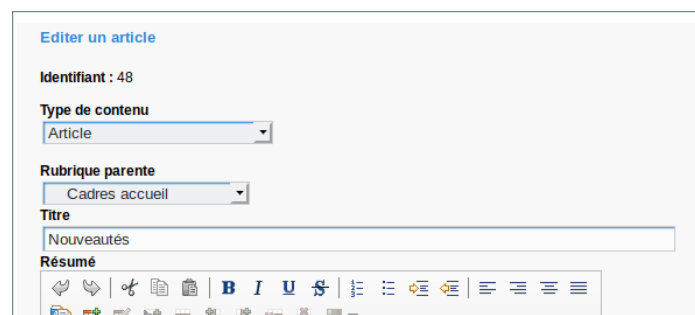 Editer un article
Identifiant : 48
Type de contenu
Article
Rubrique parente
Cadres accueil
Titre
Nouveautés
Résumé
B I U S